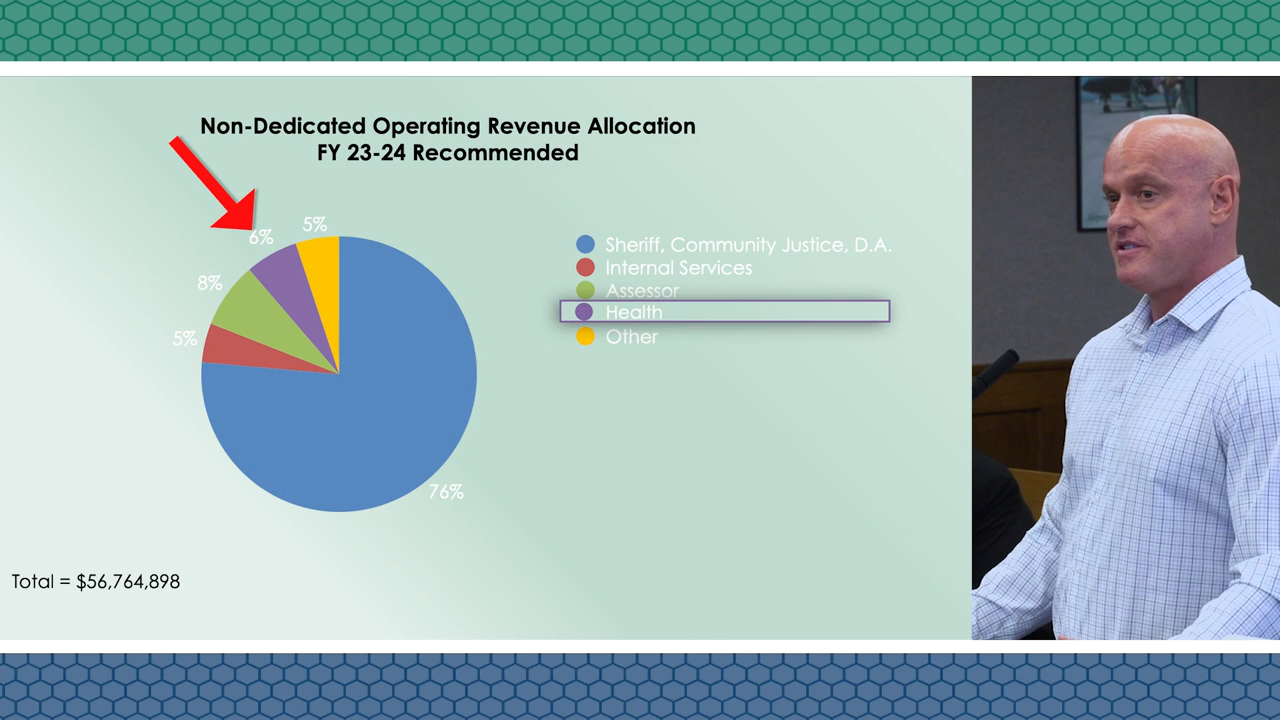 Non-Dedicated Operating Revenue Allocation
FY 23-24 Recommended
5%
6%
8%
5%
76%
Sheriff, Community Justice, D.A.
Internal Services
Assessor
Health
Other
Total = $56,764,898